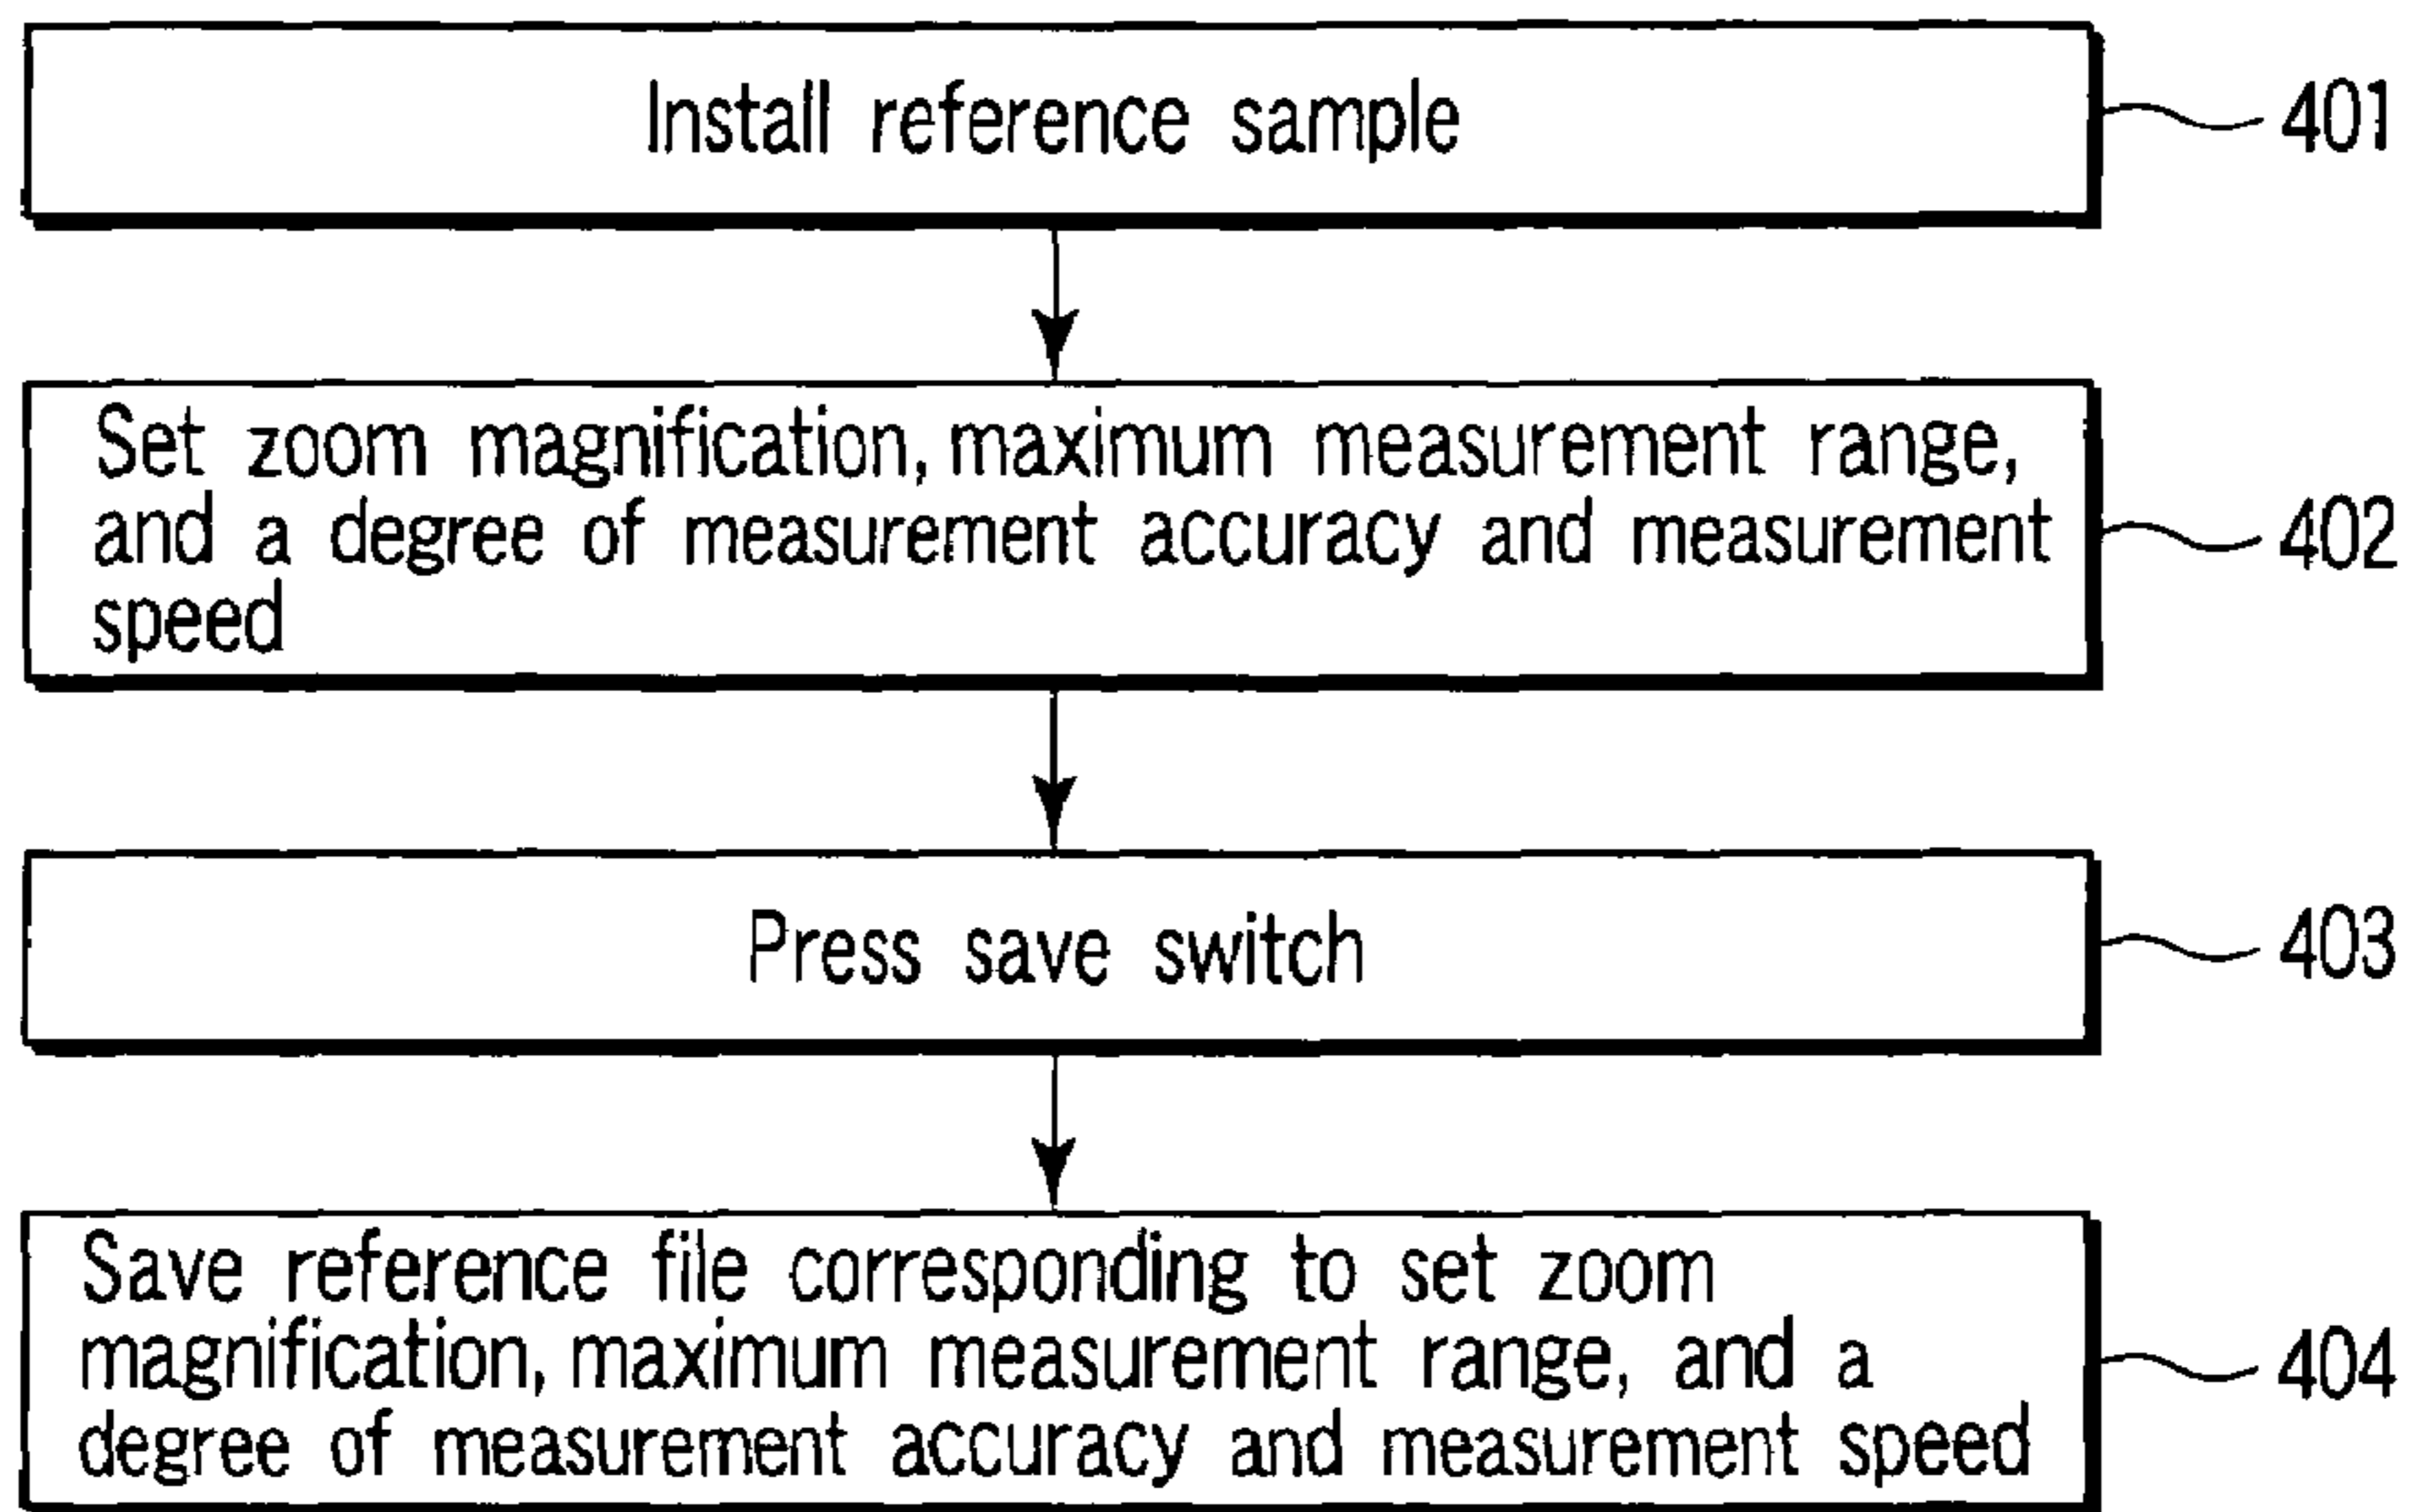 Install reference sample
401
Set zoom magnification, maximum measurement range,
and a degree of measurement accuracy and measurement
speed
402
Press save switch
403
Save reference file corresponding to set zoom
magnification, maximum measurement range, and a
degree of measurement accuracy and measurement speed
404